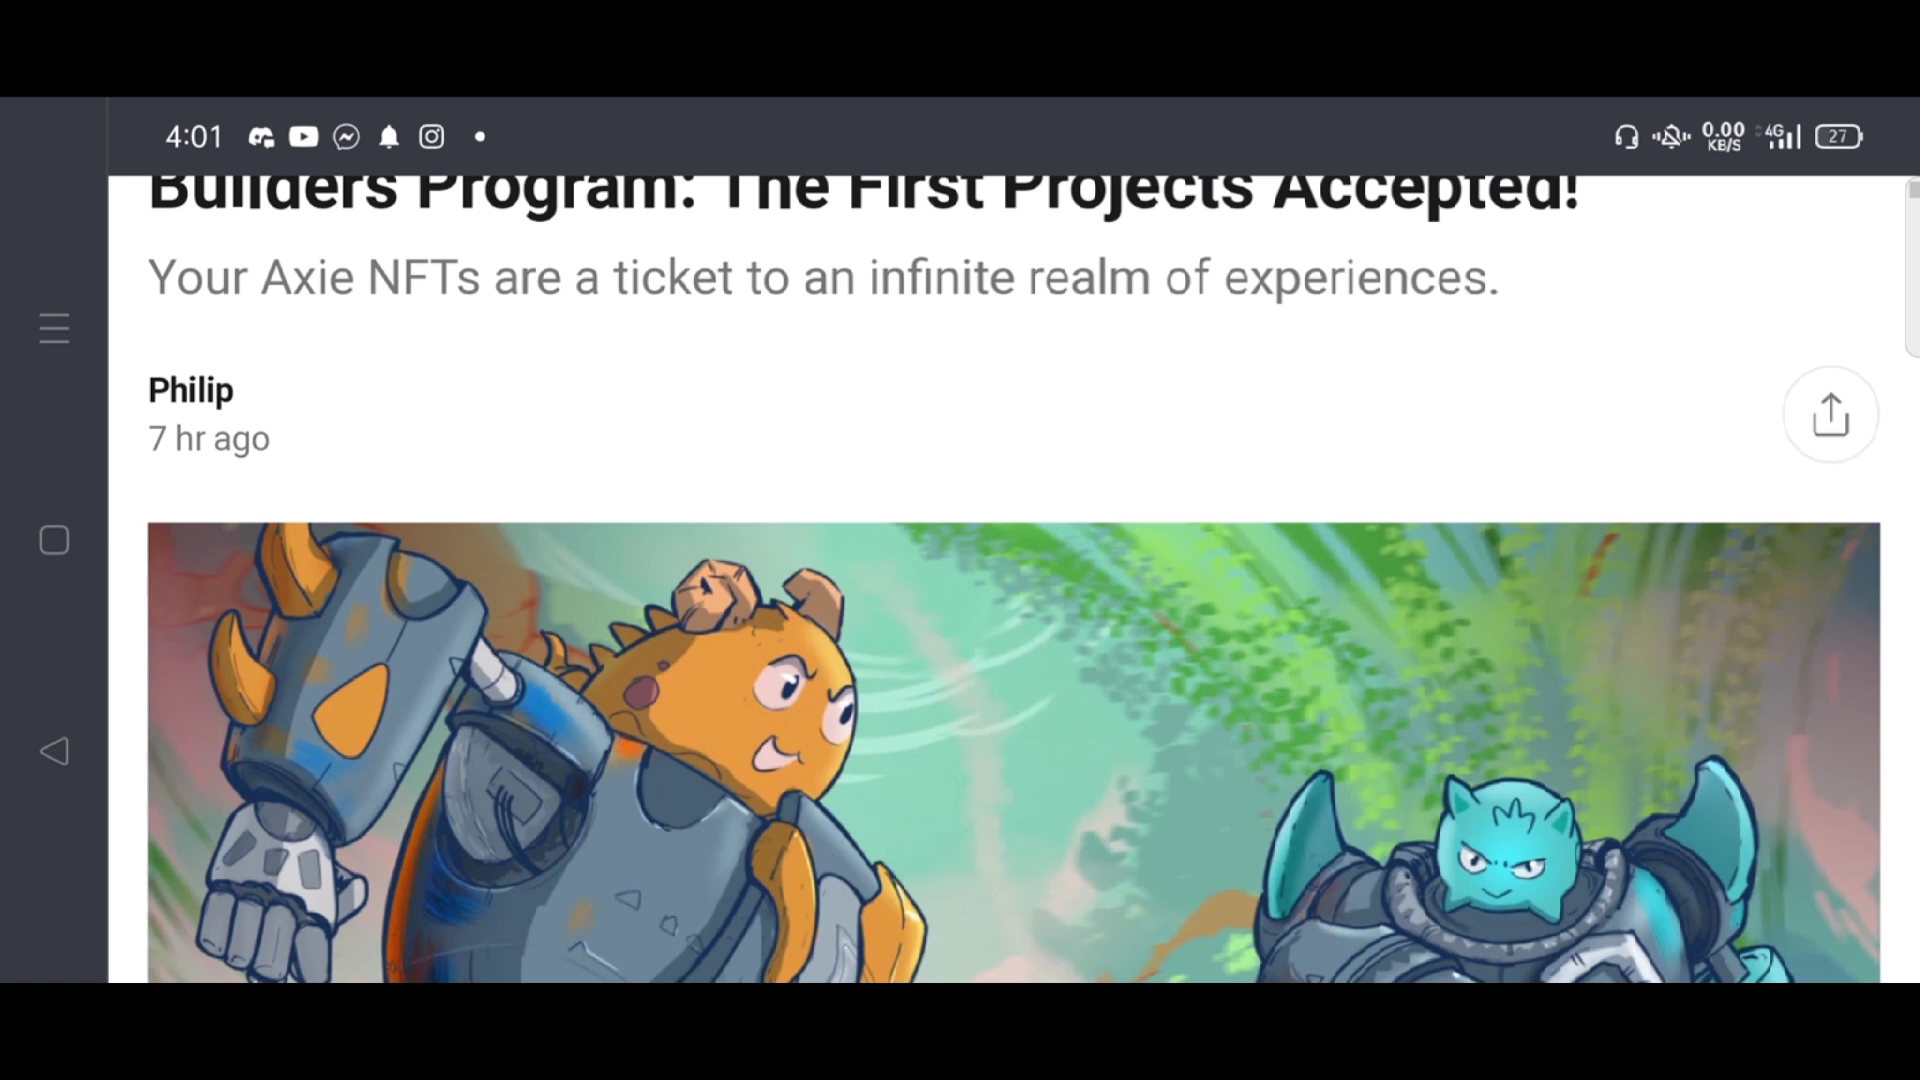 4:01 0.00 KB/S 4G 27
Builders Program: The First Projects Accepted!
Your Axie NFTs are a ticket to an infinite realm of experiences.
Philip
7 hr ago